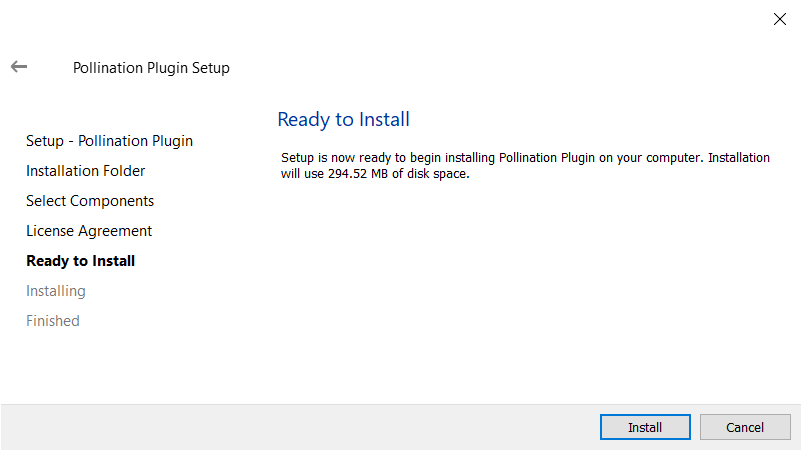 Pollination Plugin Setup
Setup - Pollination Plugin
Installation Folder
Select Components
License Agreement
Ready to Install
Installing
Finished
Ready to Install
Setup is now ready to begin installing Pollination Plugin on your computer. Installation
will use 294.52 MB of disk space.
Install
Cancel